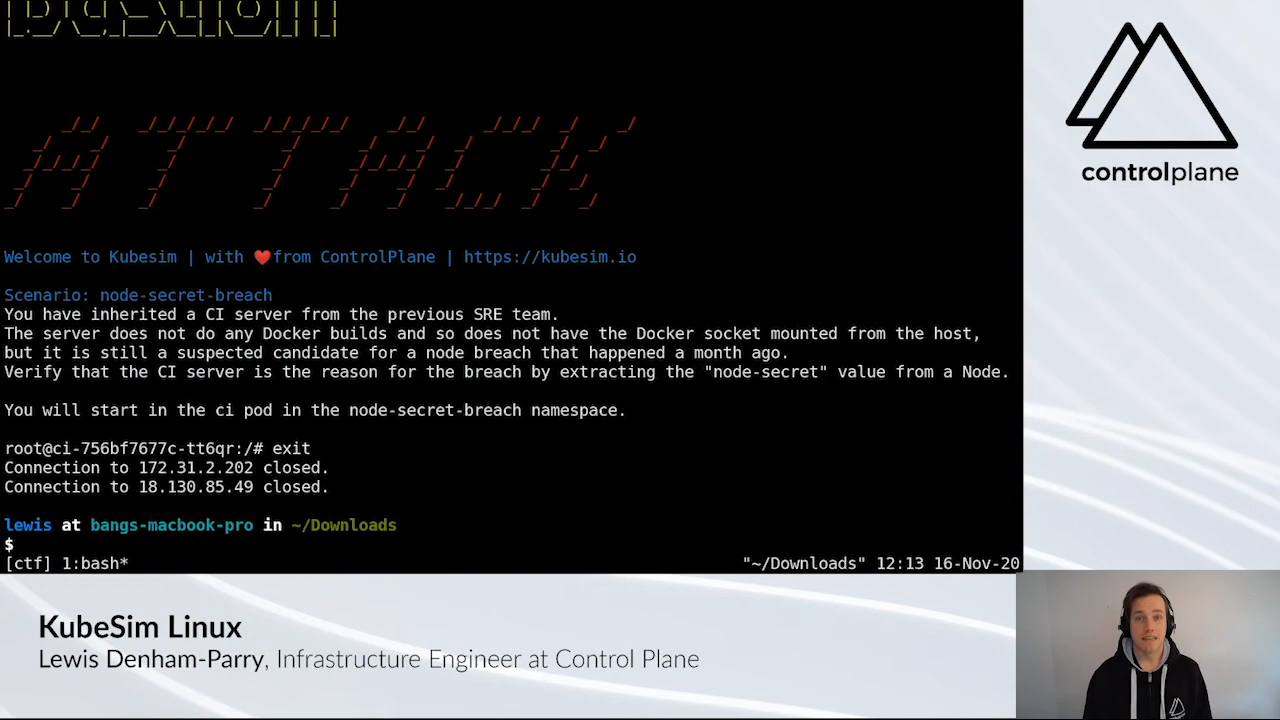 bastion
ATTACK
controlplane
Welcome to Kubesim | with ❤️from ControlPlane | https://kubesim.io
Scenario: node-secret-breach
You have inherited a CI server from the previous SRE team.
The server does not do any Docker builds and so does not have the Docker socket mounted from the host,
but it is still a suspected candidate for a node breach that happened a month ago.
Verify that the CI server is the reason for the breach by extracting the "node-secret" value from a Node.
You will start in the ci pod in the node-secret-breach namespace.
root@ci-756bf7677c-tt6qr:/# exit
Connection to 172.31.2.202 closed.
Connection to 18.130.85.49 closed.
lewis at bangs-macbook-pro in ~/Downloads
$
[ctf] 1:bash* "~/Downloads" 12:13 16-Nov-20
KubeSim Linux
Lewis Denham-Parry, Infrastructure Engineer at Control Plane